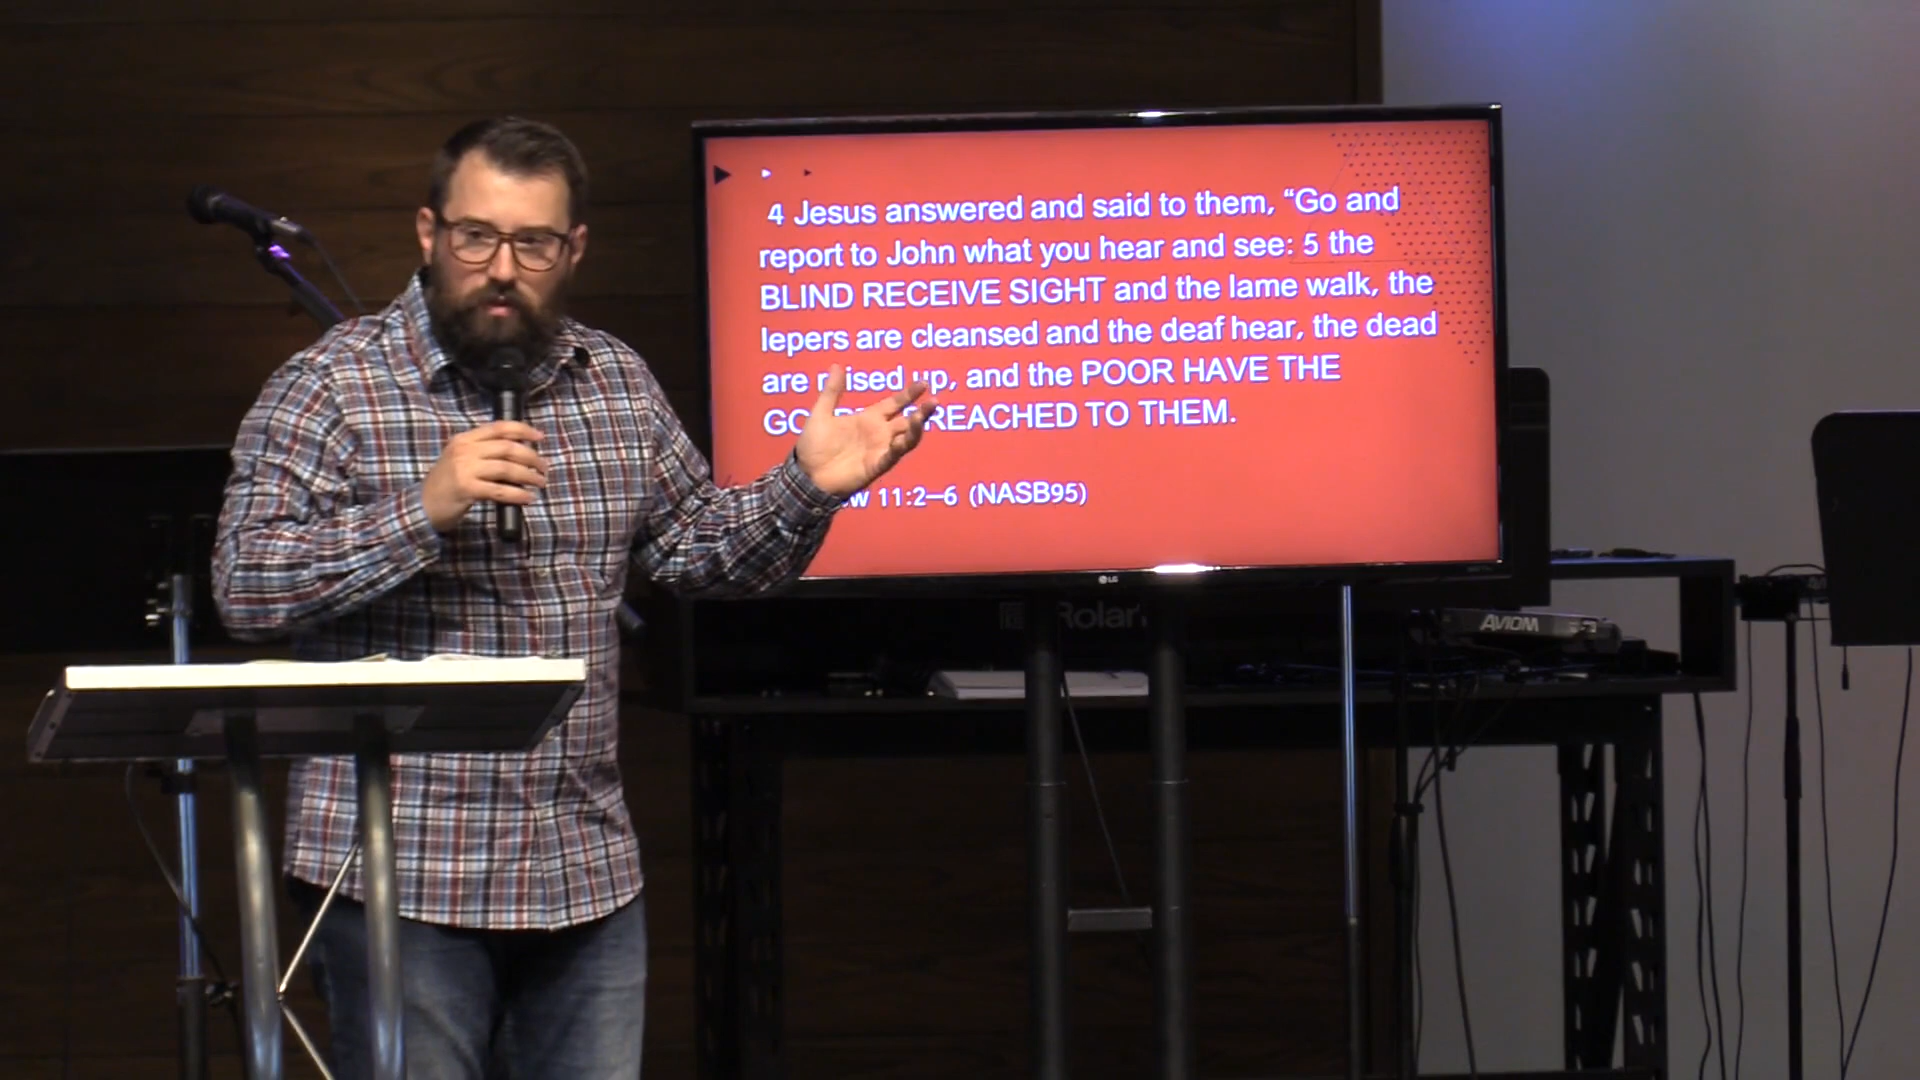 4 Jesus answered and said to them, “Go and
report to John what you hear and see: 5 the
BLIND RECEIVE SIGHT and the lame walk, the
lepers are cleansed and the deaf hear, the dead
are raised up, and the POOR HAVE THE
PREACHED TO THEM.
11:2–6 (NASB95)
LG
Roland
AVIOM